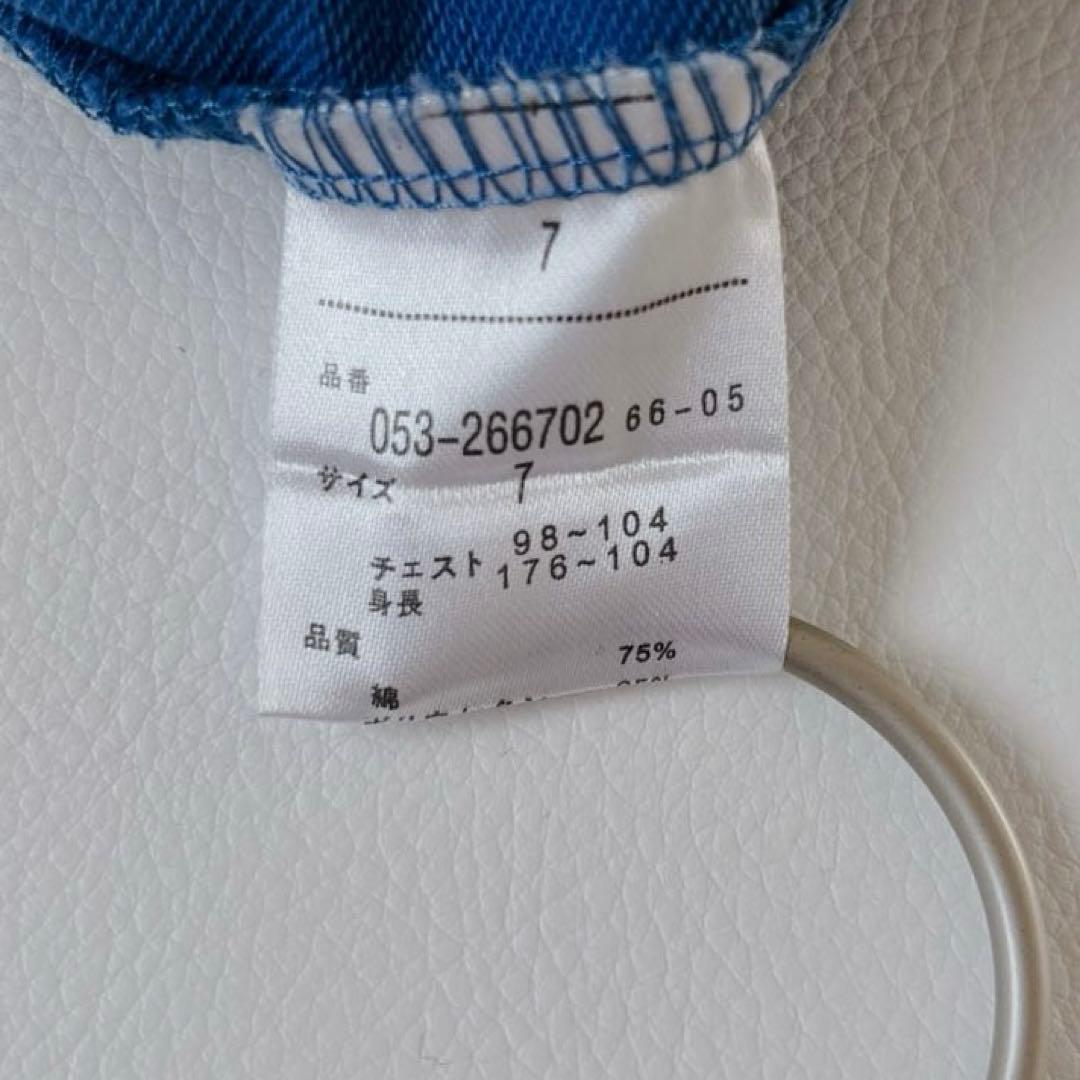 7
品番
053-266702 66-05
サイズ 7
チェスト 98~104
身長 176~104
品質
綿 75%